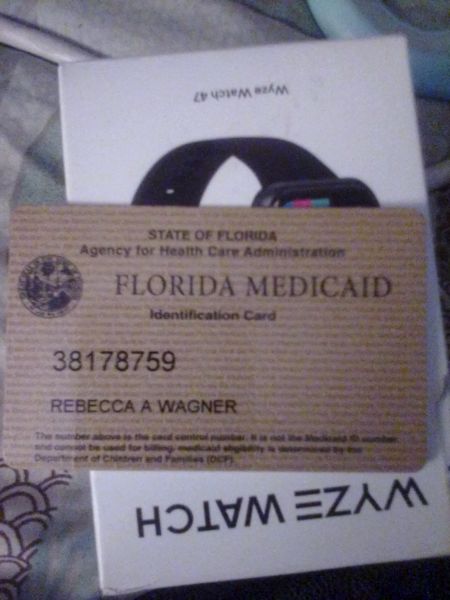 Wyze Watch 47
STATE OF FLORIDA
Agency for Health Care Administration
FLORIDA MEDICAID
Identification Card
38178759
REBECCA A WAGNER
The number above is the card control number. It is not the Medicaid ID number
and cannot be used for billing. medicaid eligibility is determined by the
Department of Children and Families (DCF).
WYZE WATCH